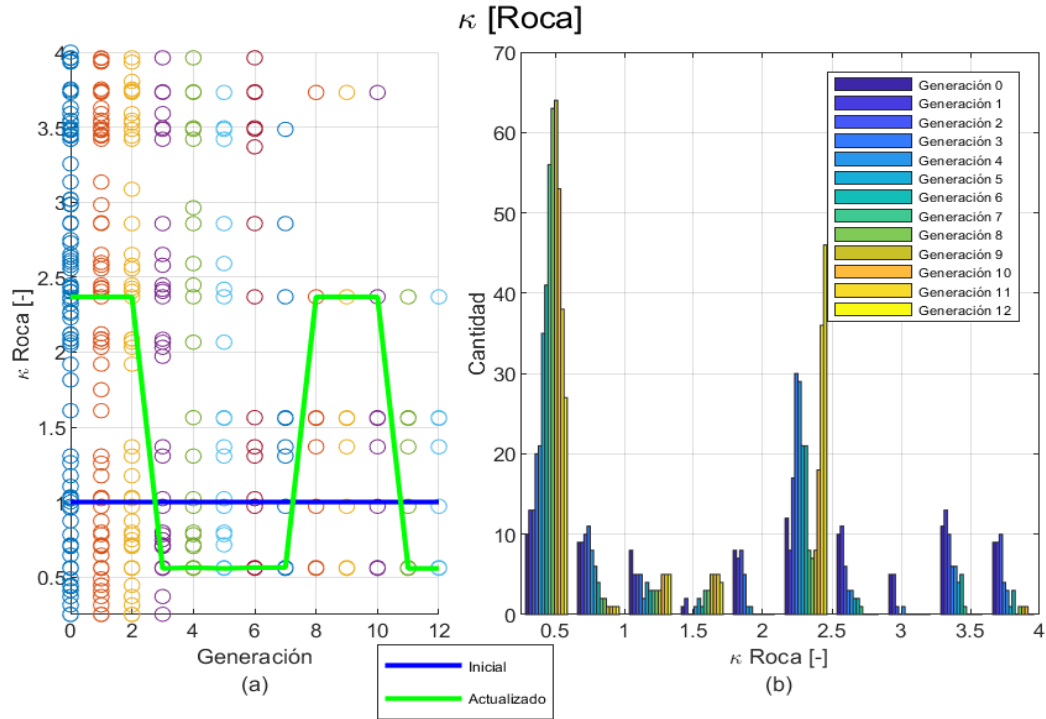 κ [Roca]
4
3.5
3
2.5
2
1.5
1
0.5
κ Roca [-]
0 2 4 6 8 10 12
Generación
(a)
70
60
50
40
30
20
10
0
Cantidad
0.5 1 1.5 2 2.5 3 3.5 4
κ Roca [-]
(b)
Generación 0
Generación 1
Generación 2
Generación 3
Generación 4
Generación 5
Generación 6
Generación 7
Generación 8
Generación 9
Generación 10
Generación 11
Generación 12
Inicial
Actualizado